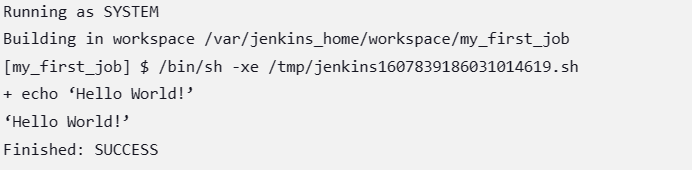 Running as SYSTEM
Building in workspace /var/jenkins_home/workspace/my_first_job
[my_first_job] $ /bin/sh -xe /tmp/jenkins1607839186031014619.sh
+ echo ‘Hello World!’
‘Hello World!’
Finished: SUCCESS